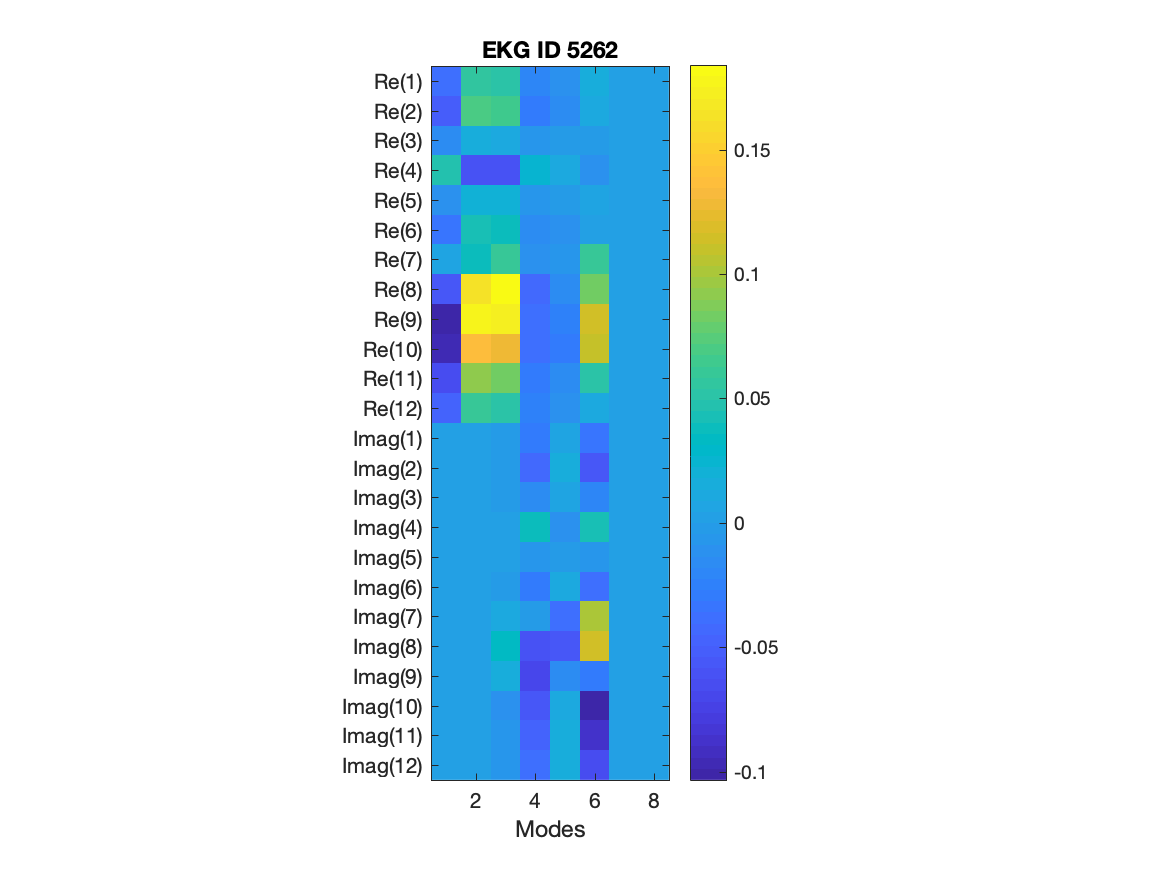 EKG ID 5262
Re(1)
Re(2)
Re(3)
Re(4)
Re(5)
Re(6)
Re(7)
Re(8)
Re(9)
Re(10)
Re(11)
Re(12)
Imag(1)
Imag(2)
Imag(3)
Imag(4)
Imag(5)
Imag(6)
Imag(7)
Imag(8)
Imag(9)
Imag(10)
Imag(11)
Imag(12)
2 4 6 8
Modes
0.15
0.1
0.05
0
-0.05
-0.1